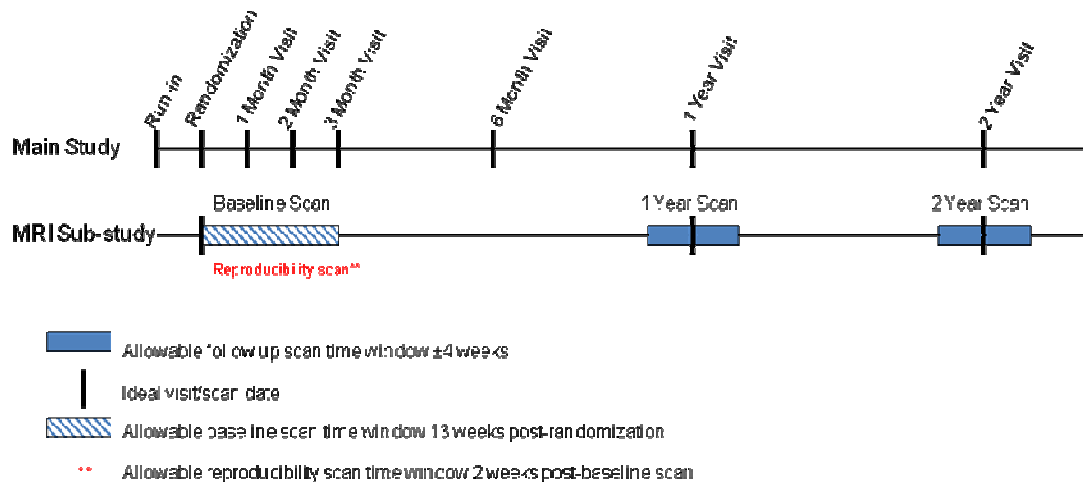 Run-in
Randomization
1 Month Visit
2 Month Visit
3 Month Visit
6 Month Visit
1 Year Visit
2 Year Visit
Main Study
Baseline Scan
1 Year Scan
2 Year Scan
MRI Sub-study
Reproducibility scan**
Allowable follow up scan time window ±4 weeks
Ideal visit/scan date
Allowable baseline scan time window 13 weeks post-randomization
** Allowable reproducibility scan time window 2 weeks post-baseline scan